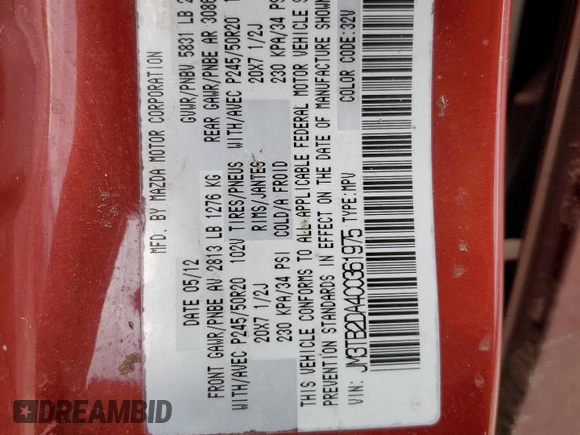 MFD. BY MAZDA MOTOR CORPORATION
DATE 05/12
GVWR/PNBV 5831 LB
FRONT GAWR/PNBE AV 2813 LB 1276 KG
REAR GAWR/PNBE AR 3086
WITH/AVEC P245/50R20 102V TIRES/PNEUS
WITH/AVEC P245/50R20
20X7 1/2J
RIMS/JANTES
20X7 1/2J
230 KPA/34 PSI
COLD/A FROID
230 KPA/34 PSI
THIS VEHICLE CONFORMS TO ALL APPLICABLE FEDERAL MOTOR VEHICLE
PREVENTION STANDARDS IN EFFECT ON THE DATE OF MANUFACTURE SHOWN
VIN: JM3TB2DA4C0361975 TYPE:MPV
COLOR CODE:32V
DREAMBID